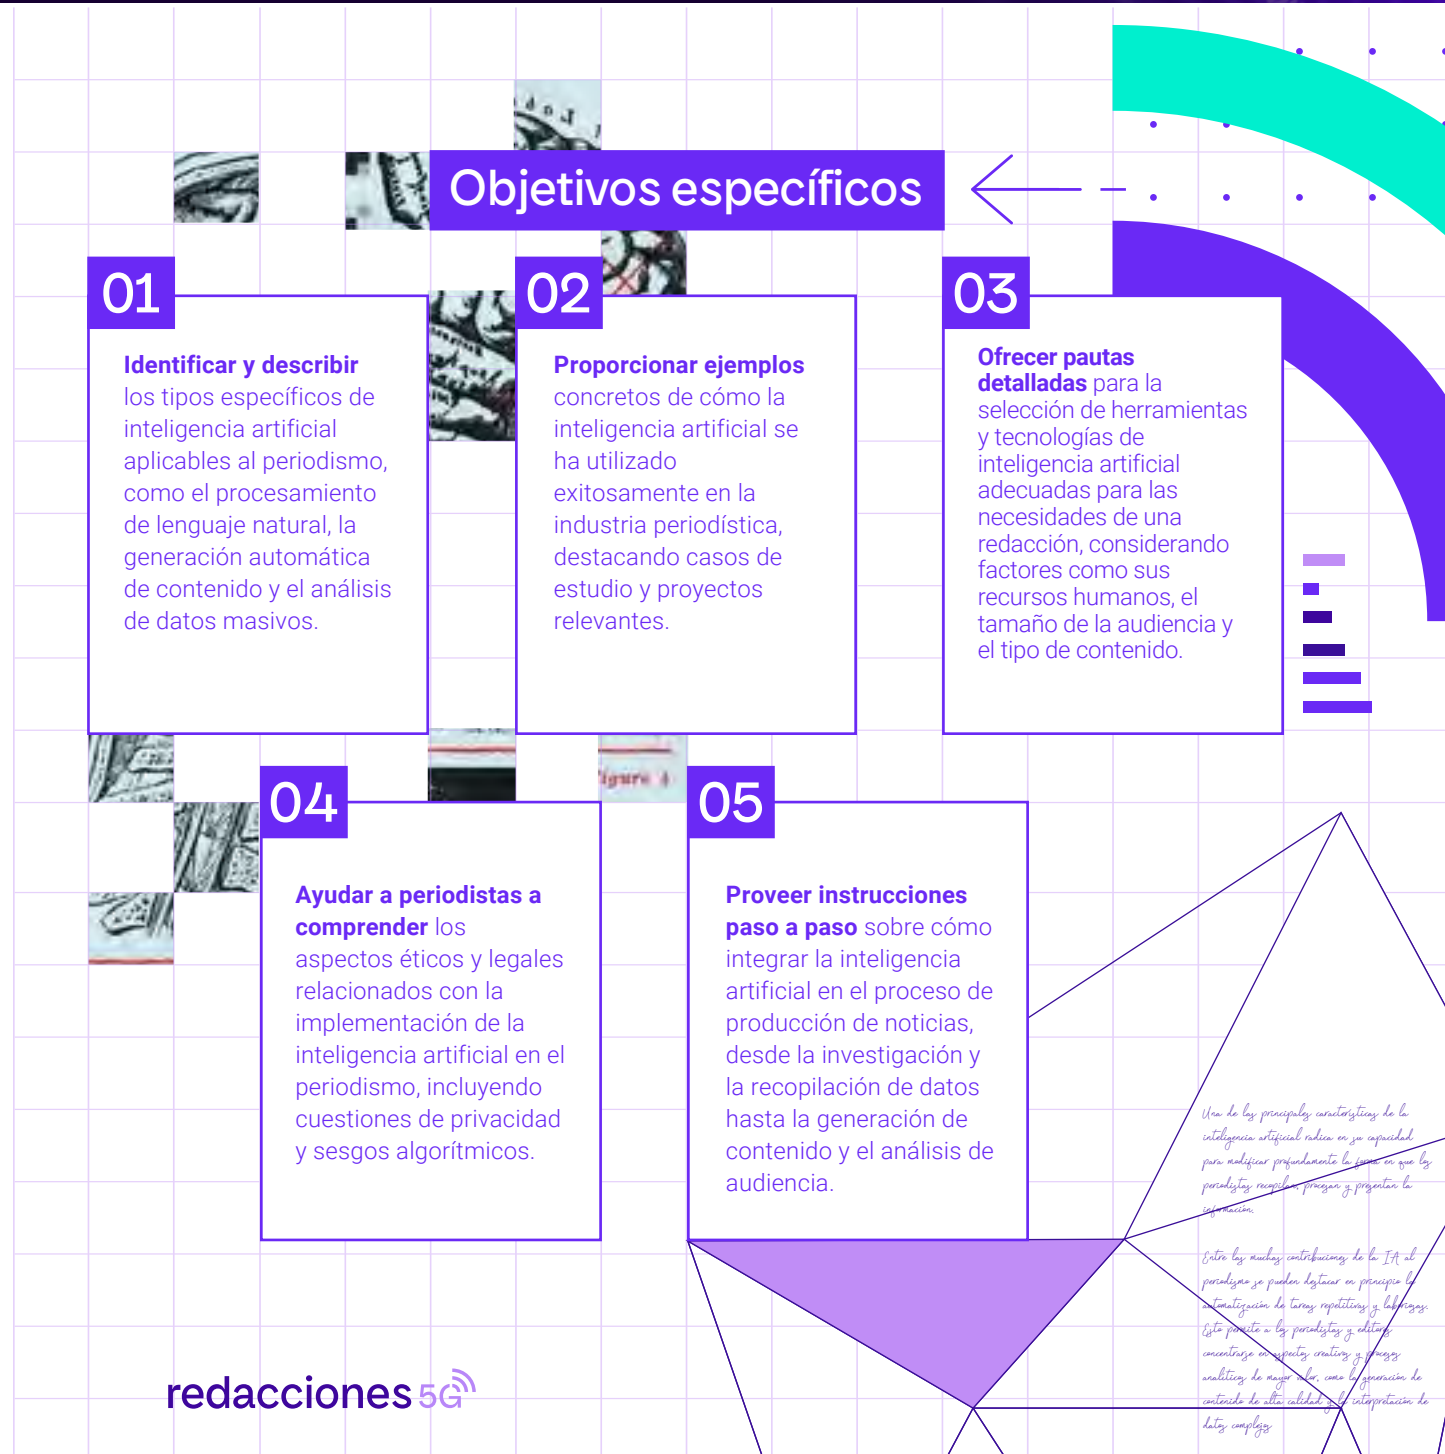 Objetivos específicos
01
Identificar y describir
los tipos específicos de
inteligencia artificial
aplicables al periodismo,
como el procesamiento
de lenguaje natural, la
generación automática
de contenido y el análisis
de datos masivos.
02
Proporcionar ejemplos
concretos de cómo la
inteligencia artificial se
ha utilizado
exitosamente en la
industria periodística,
destacando casos de
estudio y proyectos
relevantes.
03
Ofrecer pautas
detalladas para la
selección de herramientas
y tecnologías de
inteligencia artificial
adecuadas para las
necesidades de una
redacción, considerando
factores como sus
recursos humanos, el
tamaño de la audiencia y
el tipo de contenido.
04
Ayudar a periodistas a
comprender los
aspectos éticos y legales
relacionados con la
implementación de la
inteligencia artificial en el
periodismo, incluyendo
cuestiones de privacidad
y sesgos algorítmicos.
05
Proveer instrucciones
paso a paso sobre cómo
integrar la inteligencia
artificial en el proceso de
producción de noticias,
desde la investigación y
la recopilación de datos
hasta la generación de
contenido y el análisis de
audiencia.
Una de las principales características de la
inteligencia artificial radica en su capacidad
para modificar profundamente la forma en que los
periodistas recopilan, procesan y presentan la
información.
Entre las muchas contribuciones de la IA al
periodismo se pueden destacar en principio la
automatización de tareas repetitivas y laboriosas.
Esto permite a los periodistas y editores
concentrarse en aspectos creativos y procesos
analíticos de mayor valor, como la generación de
contenido de alta calidad y la interpretación de
datos complejos
redacciones 5G